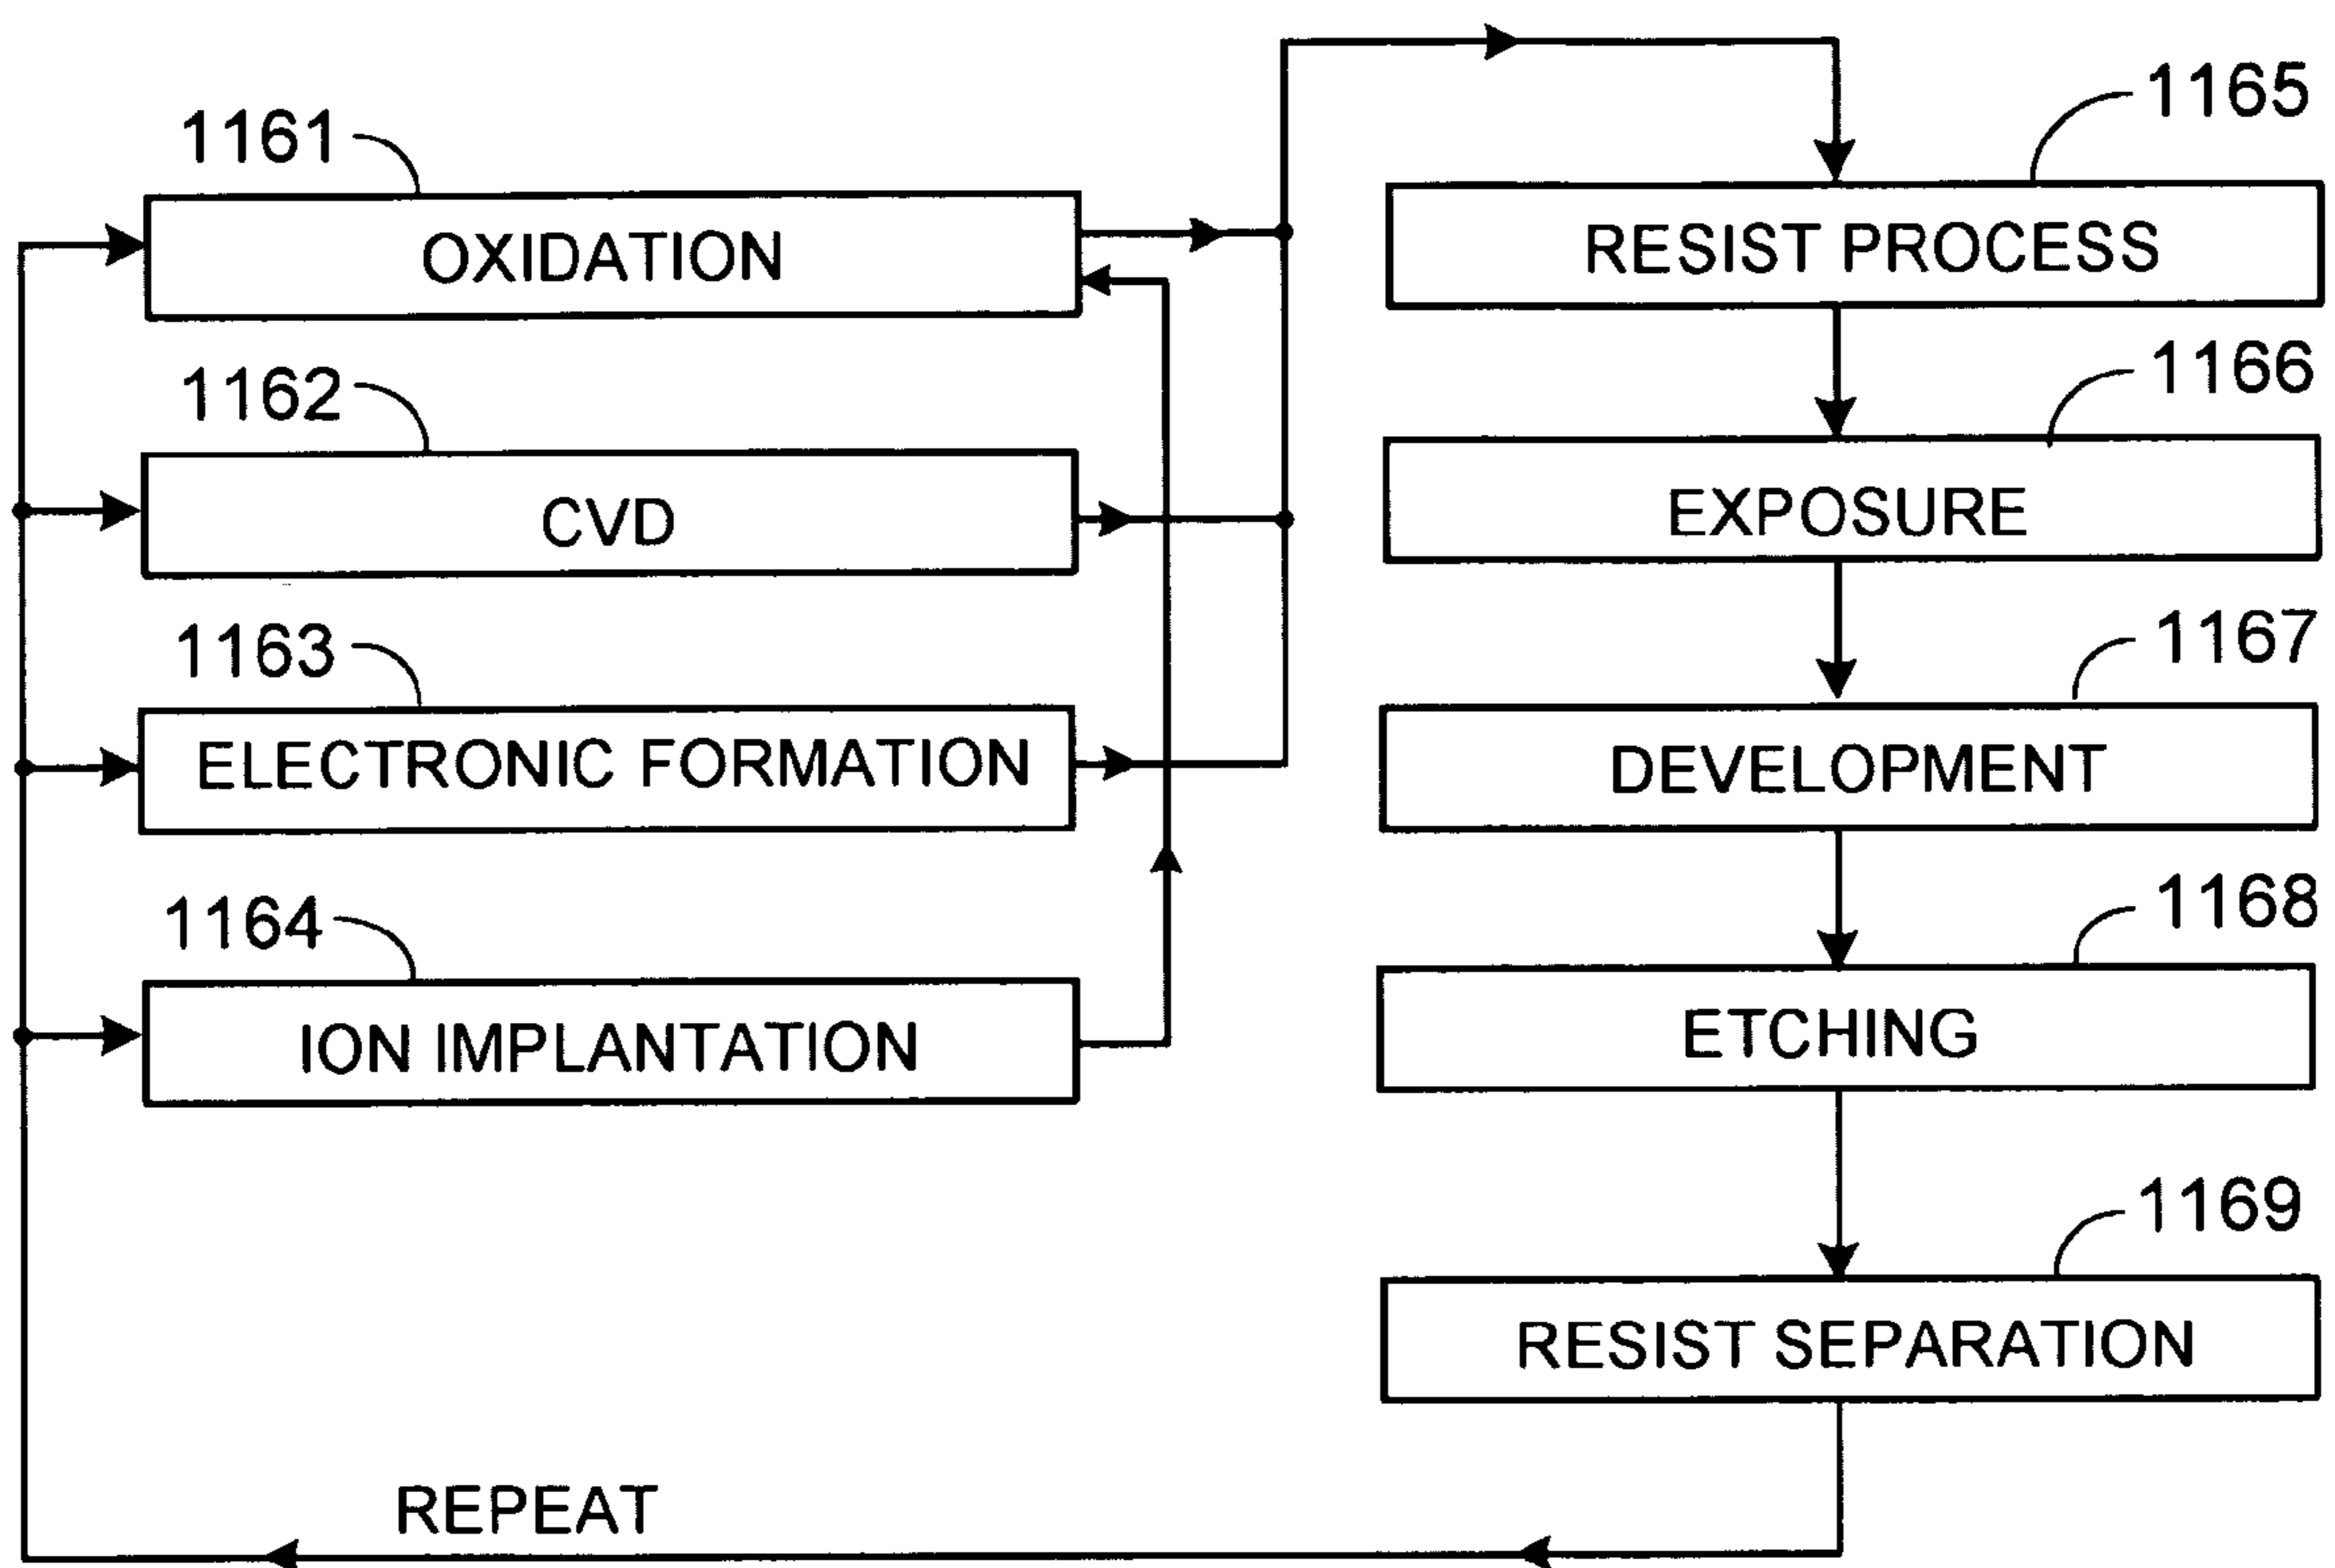 1161
OXIDATION
1162
CVD
1163
ELECTRONIC FORMATION
1164
ION IMPLANTATION
1165
RESIST PROCESS
1166
EXPOSURE
1167
DEVELOPMENT
1168
ETCHING
1169
RESIST SEPARATION
REPEAT